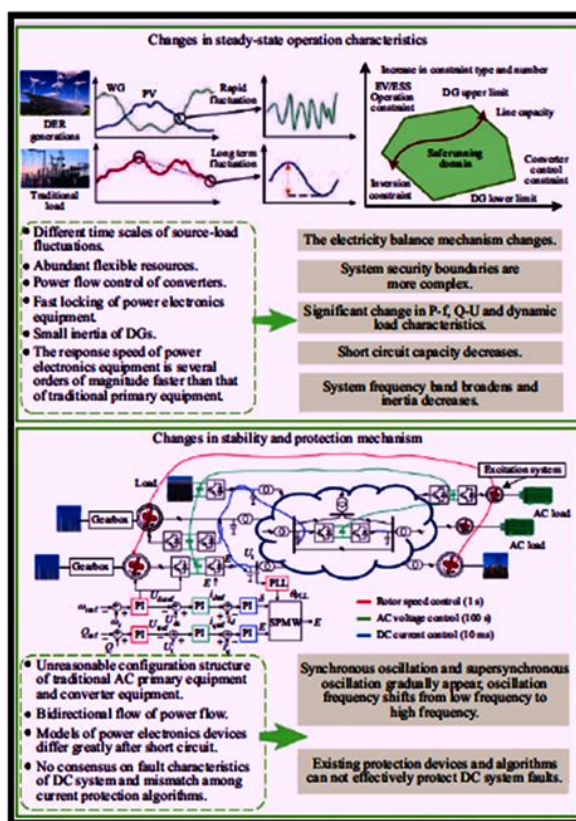 Changes in steady-state operation characteristics
WG
PV
Rapid
fluctuation
DER
generations
Long term
fluctuation
Traditional
load
Increase in constraint type and number
EV/ESS
Operation
constraint
DG upper limit
Line capacity
Safe running
domain
Converter
control
constraint
Inversion
constraint
DG lower limit
• Different time scales of source-load
fluctuations.
• Abundant flexible resources.
• Power flow control of converters.
• Fast locking of power electronics
equipment.
• Small inertia of DGs.
• The response speed of power
electronics equipment is several
orders of magnitude faster than that
of traditional primary equipment.
The electricity balance mechanism changes.
System security boundaries are
more complex.
Significant change in P-f, Q-U and dynamic
load characteristics.
Short circuit capacity decreases.
System frequency band broadens and
inertia decreases.
Changes in stability and protection mechanism
Load
Excitation system
Gearbox
AC load
AC
load
Gearbox
PLL
PI
PI
PI
SPMW
E
PI
PI
PI
Rotor speed control (1 s)
AC voltage control (100 s)
DC current control (10 ms)
• Unreasonable configuration structure
of traditional AC primary equipment
and converter equipment.
• Bidirectional flow of power flow.
• Models of power electronics devices
differ greatly after short circuit.
• No consensus on fault characteristics
of DC system and mismatch among
current protection algorithms.
Synchronous oscillation and supersynchronous
oscillation gradually appear, oscillation
frequency shifts from low frequency to
high frequency.
Existing protection devices and algorithms
can not effectively protect DC system faults.